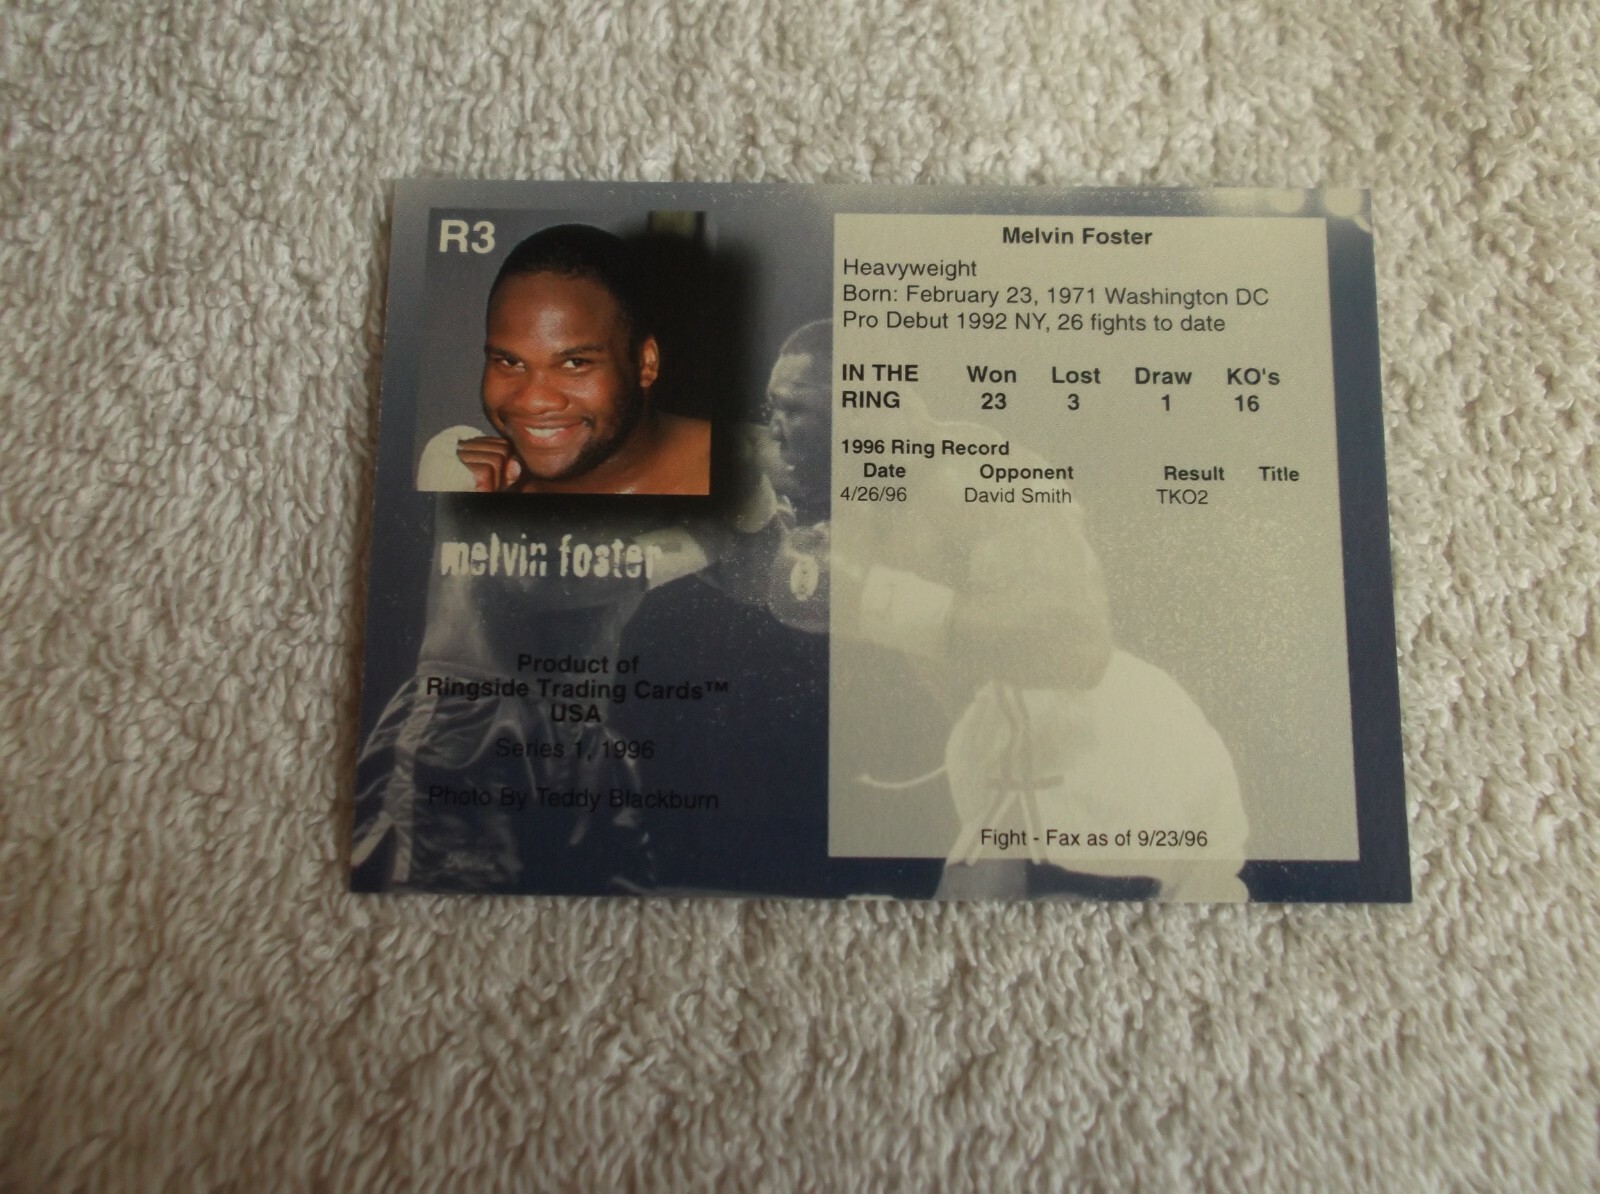 R3
melvin foster
Product of
Ringside Trading Cards™
USA
Series 1, 1996
Photo By Teddy Blackburn
Melvin Foster
Heavyweight
Born: February 23, 1971 Washington DC
Pro Debut 1992 NY, 26 fights to date
IN THE RING Won Lost Draw KO's
23 3 1 16
1996 Ring Record
Date Opponent Result Title
4/26/96 David Smith TKO2
Fight - Fax as of 9/23/96